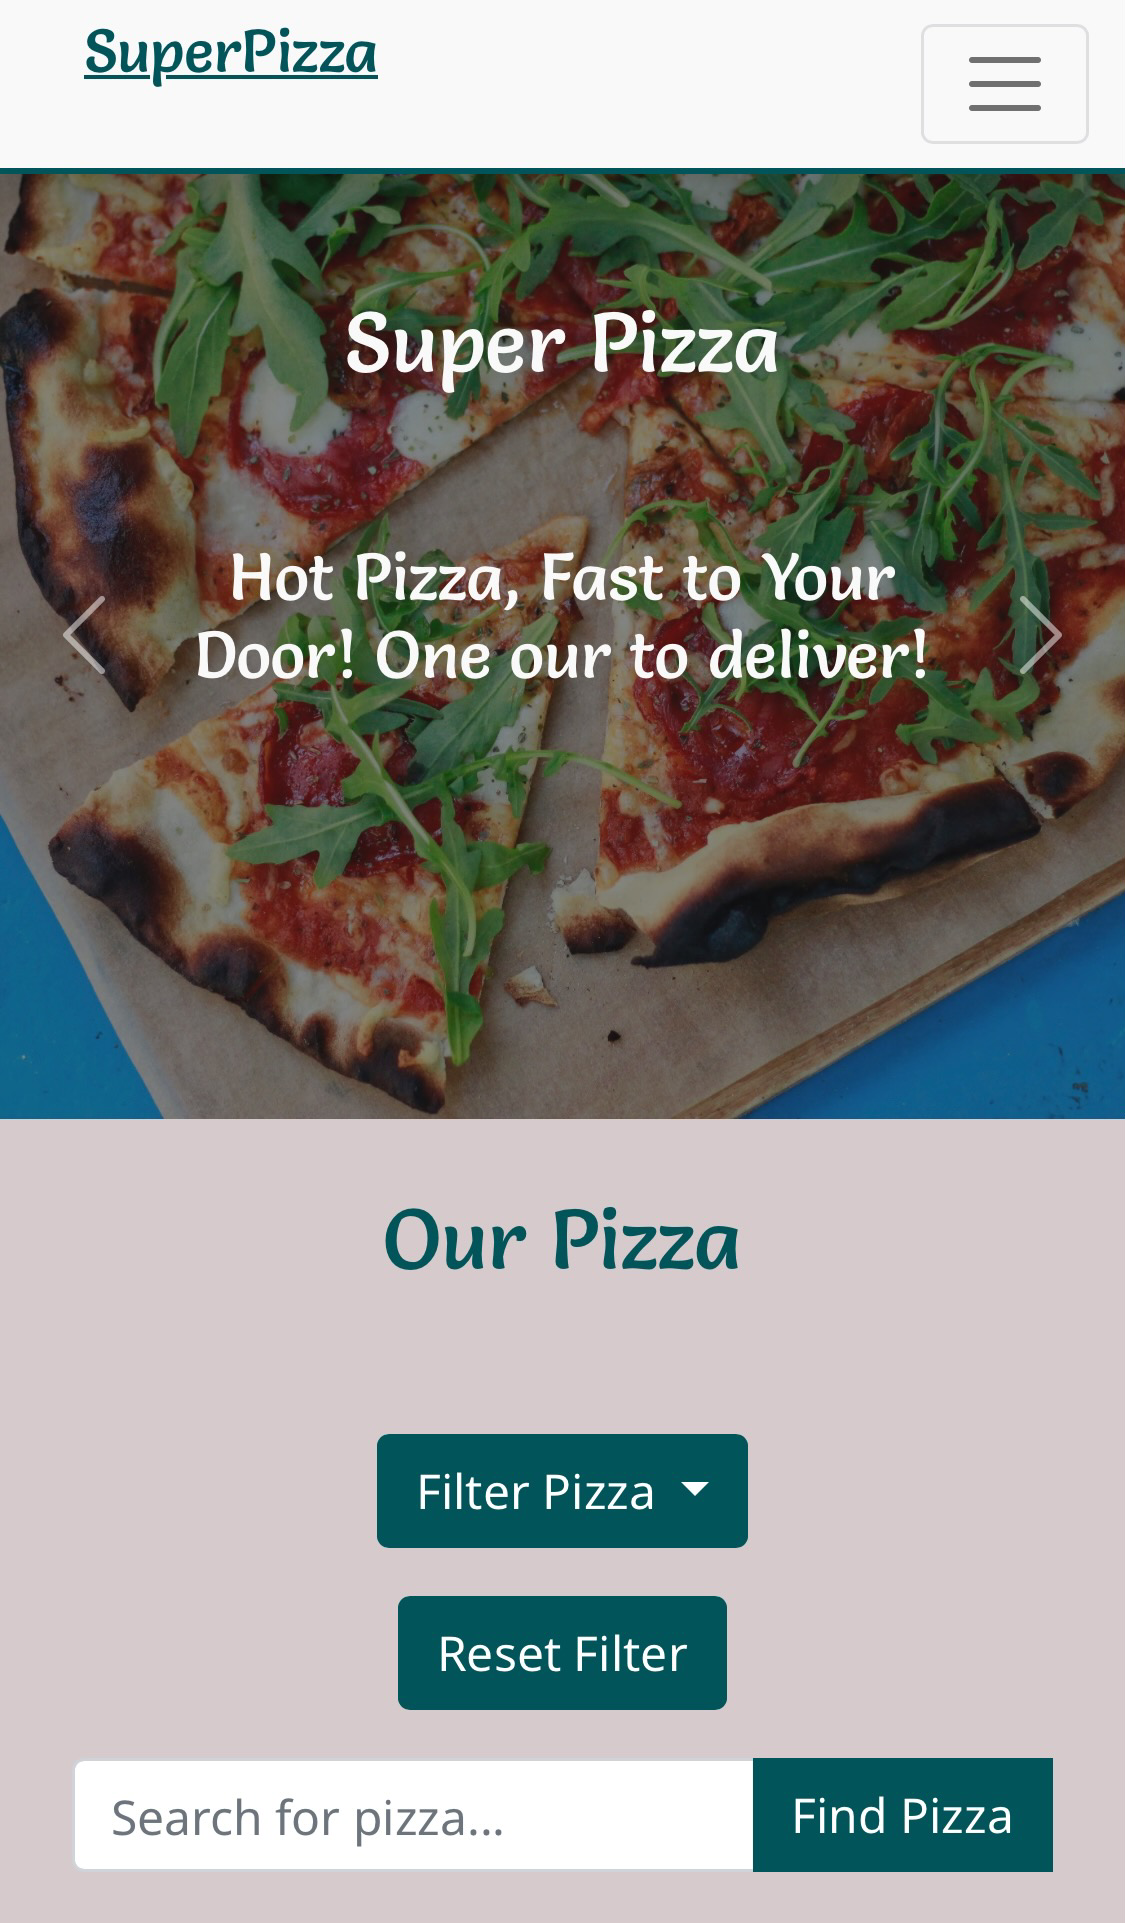 SuperPizza
Super Pizza
Hot Pizza, Fast to Your
Door! One our to deliver!
Our Pizza
Filter Pizza
Reset Filter
Search for pizza...
Find Pizza